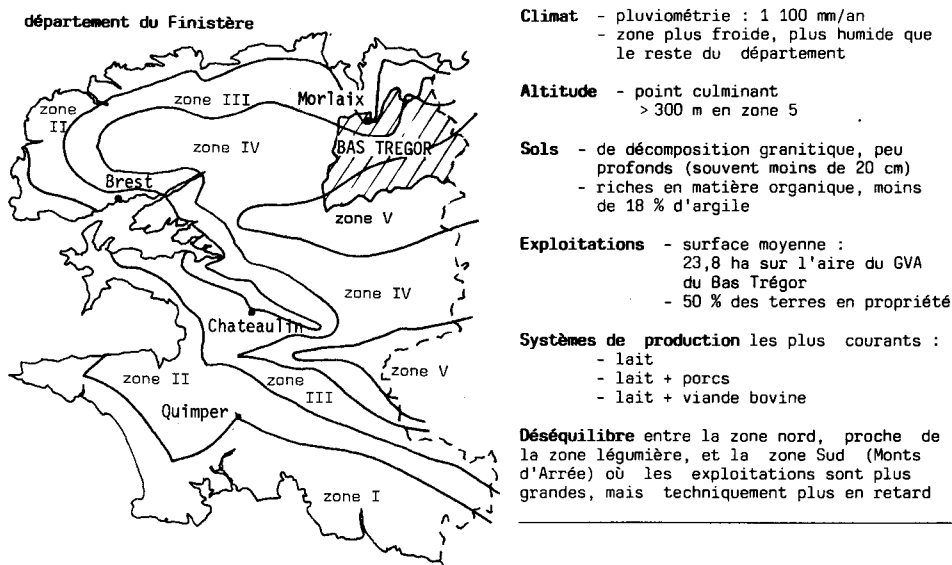 département du Finistère
Morlaix
zone III
zone
II
zone IV
BAS TREGOR
Brest
zone V
zone IV
Chateaulin
zone II
zone
III
zone V
Quimper
zone I
Climat - pluviométrie : 1 100 mm/an
- zone plus froide, plus humide que
le reste du département
Altitude - point culminant
> 300 m en zone 5
Sols - de décomposition granitique, peu
profonds (souvent moins de 20 cm)
- riches en matière organique, moins
de 18 % d'argile
Exploitations - surface moyenne :
23,8 ha sur l'aire du GVA
du Bas Trégor
- 50 % des terres en propriété
Systèmes de production les plus courants :
- lait
- lait + porcs
- lait + viande bovine
Déséquilibre entre la zone nord, proche de
la zone légumière, et la zone Sud (Monts
d'Arrée) où les exploitations sont plus
grandes, mais techniquement plus en retard